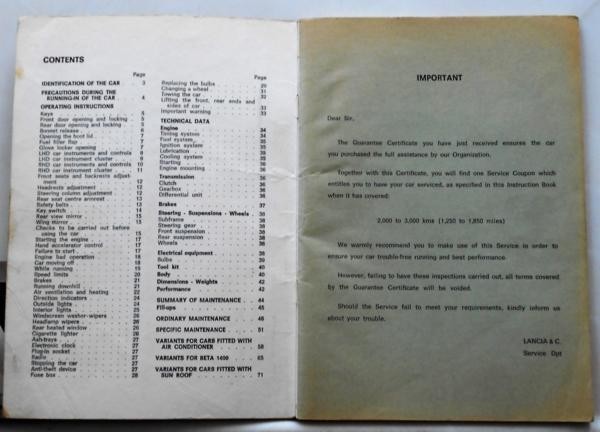 CONTENTS
Page
IDENTIFICATION OF THE CAR . 3
PRECAUTIONS DURING THE
RUNNING-IN OF THE CAR . . 4
OPERATING INSTRUCTIONS
Keys
Front door opening and locking . 5
Rear door opening and locking . 5
Bonnet release . 6
Opening the boot lid . 7
Fuel filler flap . 7
Glove locker opening . 7
LHD car instruments and controls 8
LHD car instrument cluster . 9
RHD car instruments and controls 10
RHD car instrument cluster . 11
Front seats and backrests adjust-
ment . 12
Headrests adjustment . 12
Steering column adjustment . 12
Rear seat centre armrest . 13
Safety belts . 13
Key switch . 14
Rear view mirror . 15
Wing mirror . 15
Checks to be carried out before
using the car . 15
Starting the engine . 17
Hand accelerator control . 17
Failure to start . 17
Engine bad operation . 18
Car moving off . 18
While running . 19
Speed limits . 20
Brakes . 21
Running downhill . 21
Air ventilation and heating . 22
Direction indicators . 24
Outside lights . 24
Interior lights . 25
Windscreen washer-wipers . 26
Headlamp wipers . 26
Rear heated window . 26
Cigarette lighter . 26
Ash-trays . 27
Electronic clock . 27
Plug-in socket . 27
Radio . 27
Stopping the car . 27
Anti-theft device . 27
Fuse box . 28
Page
Replacing the bulbs . 29
Changing a wheel . 31
Towing the car . 32
Lifting the front, rear ends and
sides of car . 33
Important warning . 33
TECHNICAL DATA
Engine . 34
Timing system . 34
Fuel system . 35
Ignition system . 35
Lubrication . 35
Cooling system . 35
Starting . 36
Engine mounting . 36
Transmission . 36
Clutch . 36
Gearbox . 36
Differential unit . 36
Brakes . 37
Steering - Suspensions - Wheels . 38
Subframe . 38
Steering gear . 38
Front suspension . 38
Rear suspension . 38
Wheels . 38
Electrical equipment . 38
Bulbs . 39
Tool kit . 40
Body . 40
Dimensions - Weights . 42
Performance . 42
SUMMARY OF MAINTENANCE . 44
Fill-ups . 45
ORDINARY MAINTENANCE . 46
SPECIFIC MAINTENANCE . 51
VARIANTS FOR CARS FITTED WITH
AIR CONDITIONER . 58
VARIANTS FOR BETA 1400 . 65
VARIANTS FOR CARS FITTED WITH
SUN ROOF . 71
IMPORTANT
Dear Sir,
The Guarantee Certificate you have just received ensures the car
you purchased the full assistance by our Organization.
Together with this Certificate, you will find one Service Coupon which
entitles you to have your car serviced, as specified in this Instruction Book
when it has covered:
2,000 to 3,000 kms (1,250 to 1,850 miles)
We warmly recommend you to make use of this Service in order to
ensure your car trouble-free running and best performance.
However, failing to have these inspections carried out, all terms covered
by the Guarantee Certificate will be voided.
Should the Service fail to meet your requirements, kindly inform us
about your trouble.
LANCIA & C.
Service Dpt